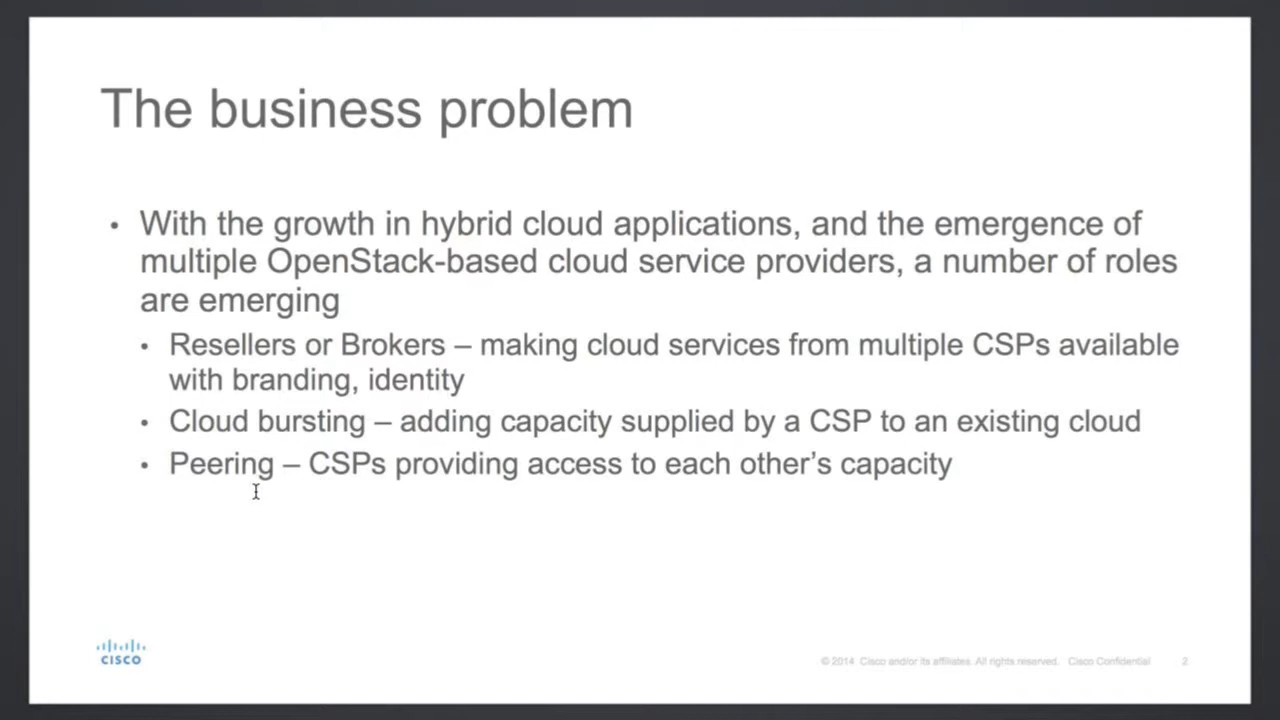 The business problem
• With the growth in hybrid cloud applications, and the emergence of
multiple OpenStack-based cloud service providers, a number of roles
are emerging
• Resellers or Brokers – making cloud services from multiple CSPs available
with branding, identity
• Cloud bursting – adding capacity supplied by a CSP to an existing cloud
• Peering – CSPs providing access to each other’s capacity
CISCO
© 2014 Cisco and/or its affiliates. All rights reserved. Cisco Confidential 2